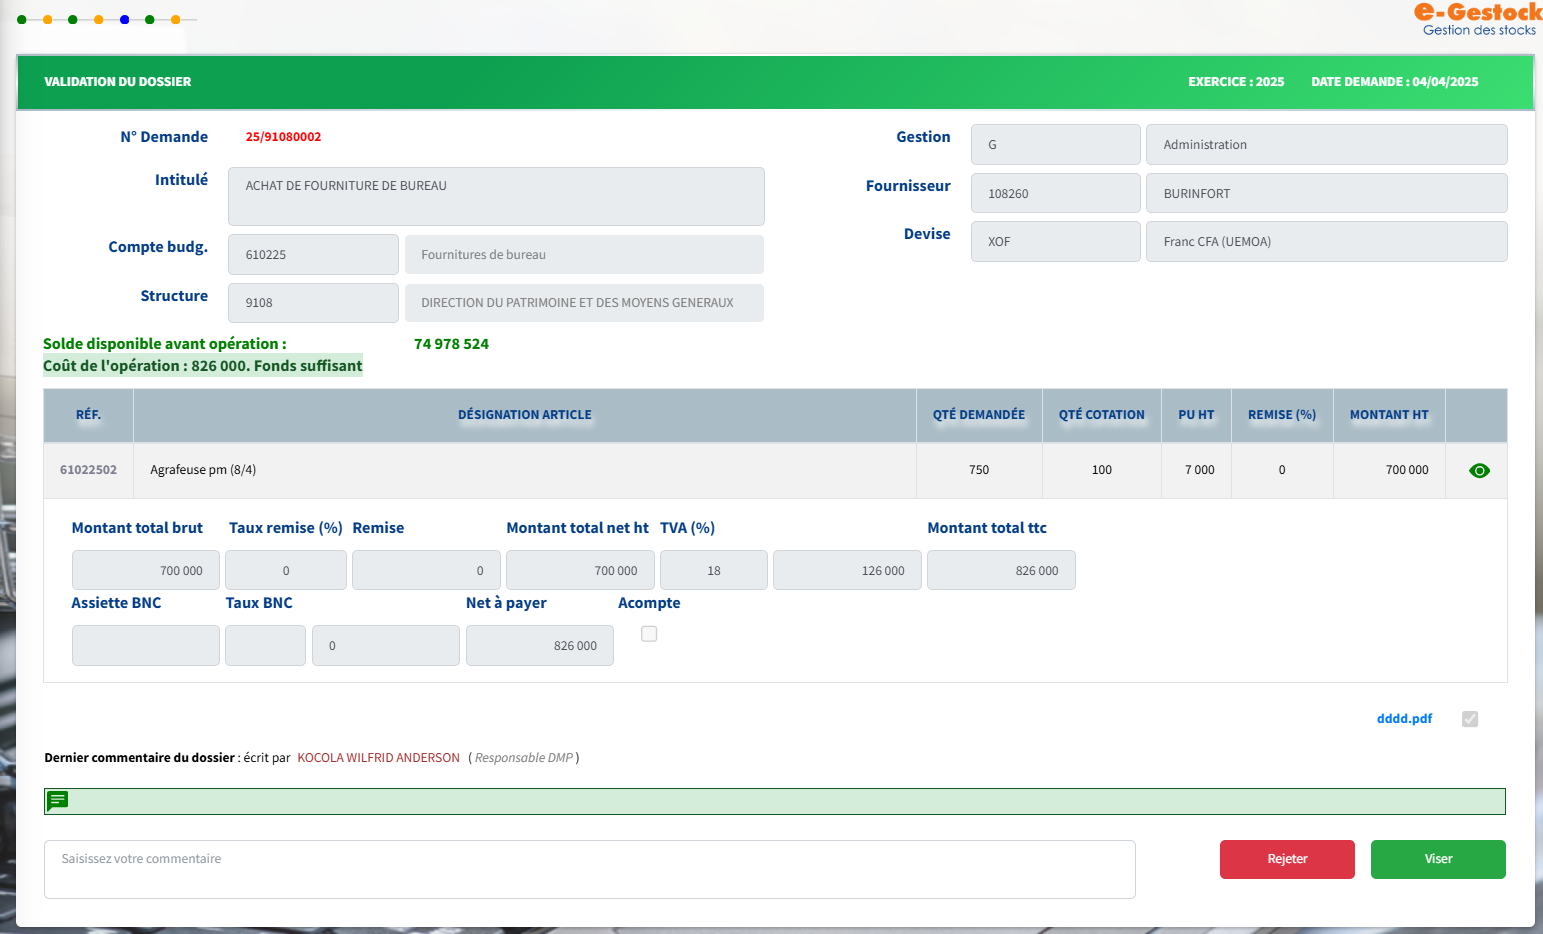 e-Gestock
Gestion des stocks
VALIDATION DU DOSSIER
EXERCICE : 2025 DATE DEMANDE : 04/04/2025
N° Demande 25/91080002
Intitulé ACHAT DE FOURNITURE DE BUREAU
Compte budg. 610225 Fournitures de bureau
Structure 9108 DIRECTION DU PATRIMOINE ET DES MOYENS GENERAUX
Gestion G Administration
Fournisseur 108260 BURINFORT
Devise XOF Franc CFA (UEMOA)
Solde disponible avant opération : 74 978 524
Coût de l'opération : 826 000. Fonds suffisant
RÉF. DÉSIGNATION ARTICLE QTÉ DEMANDÉE QTÉ COTATION PU HT REMISE (%) MONTANT HT
61022502 Agrafeuse pm (8/4) 750 100 7 000 0 700 000
Montant total brut Taux remise (%) Remise Montant total net ht TVA (%) Montant total ttc
700 000 0 0 700 000 18 126 000 826 000
Assiette BNC Taux BNC Net à payer Acompte
0 826 000
dddd.pdf
Dernier commentaire du dossier : écrit par KOCOLA WILFRID ANDERSON ( Responsable DMP )
Saisissez votre commentaire
Rejeter Viser